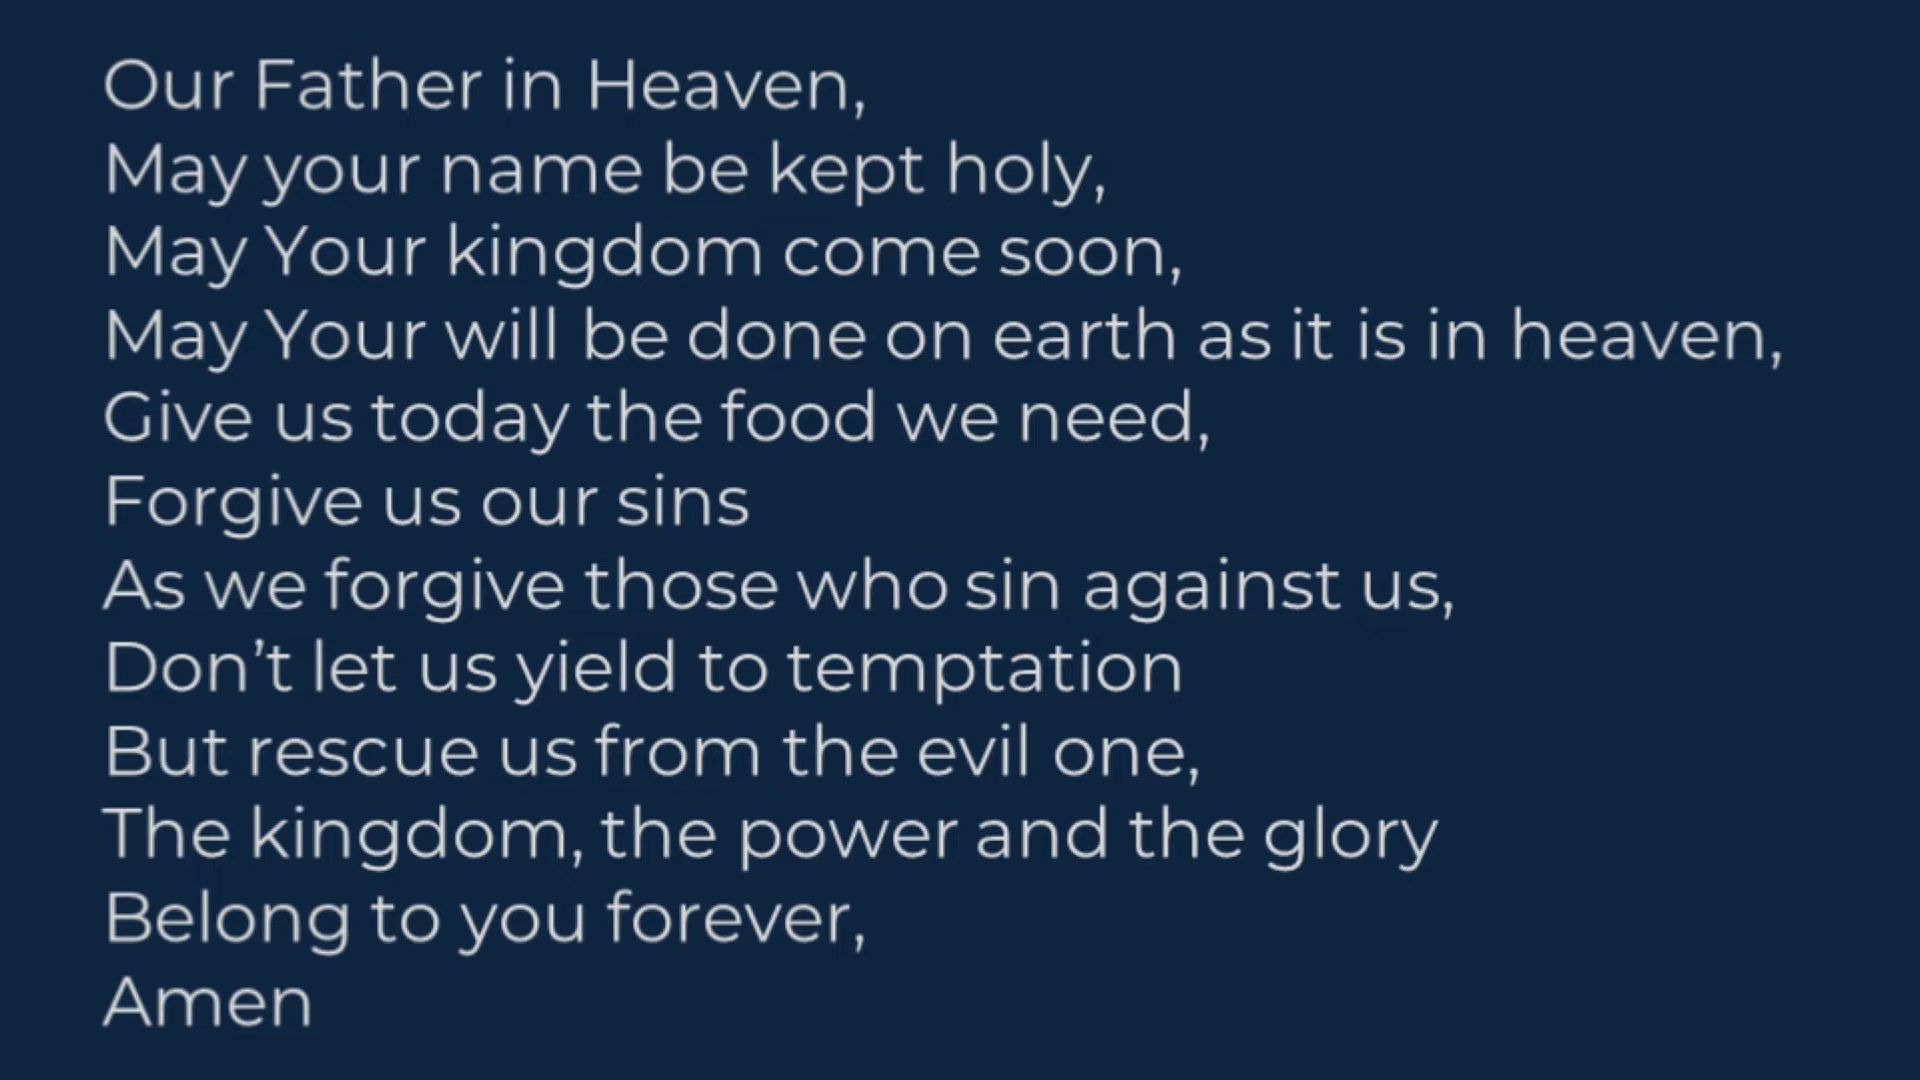 Our Father in Heaven,
May your name be kept holy,
May Your kingdom come soon,
May Your will be done on earth as it is in heaven,
Give us today the food we need,
Forgive us our sins
As we forgive those who sin against us,
Don’t let us yield to temptation
But rescue us from the evil one,
The kingdom, the power and the glory
Belong to you forever,
Amen